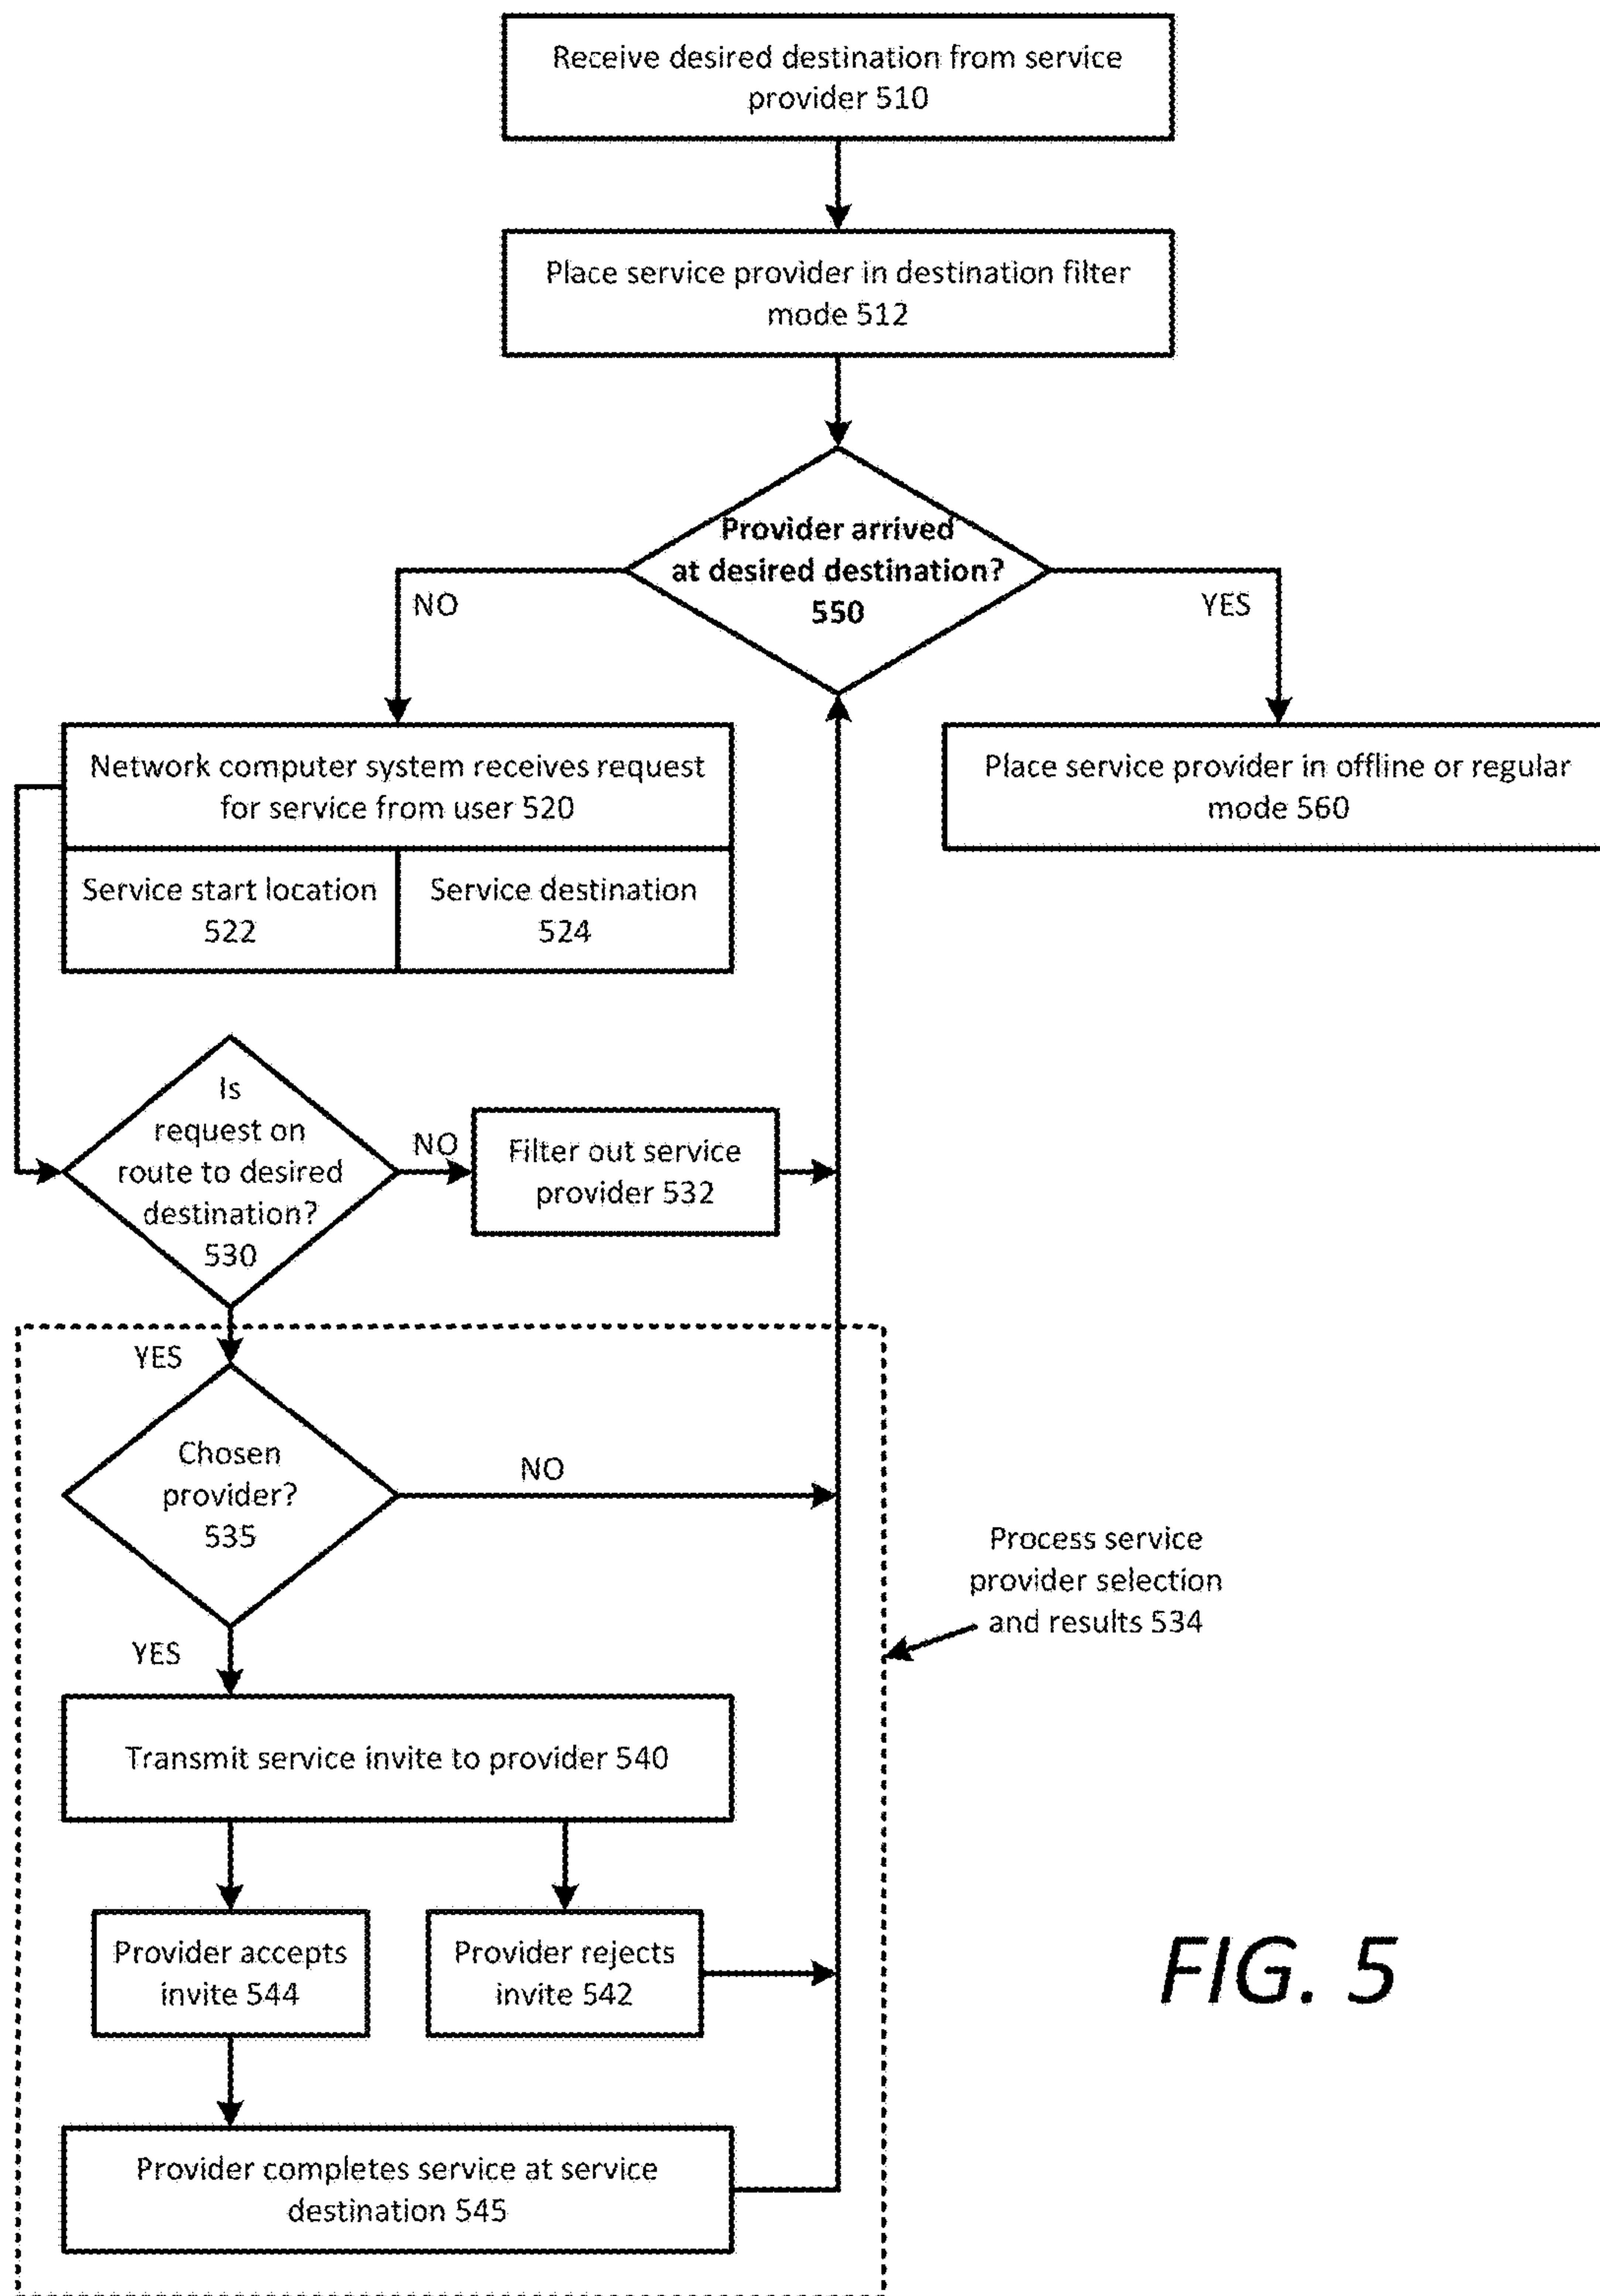 Receive desired destination from service
provider 510
Place service provider in destination filter
mode 512
Provider arrived
at desired destination?
550
NO
YES
Network computer system receives request
for service from user 520
Place service provider in offline or regular
mode 560
Service start location
522
Service destination
524
Is
request on
route to desired
destination?
530
NO
Filter out service
provider 532
YES
Chosen
provider?
535
NO
Process service
provider selection
and results 534
YES
Transmit service invite to provider 540
Provider accepts
invite 544
Provider rejects
invite 542
FIG. 5
Provider completes service at service
destination 545